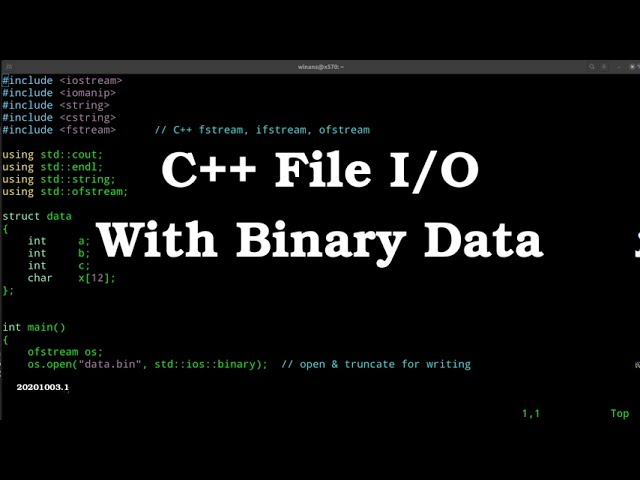 winans@x570: ~
#include <iostream>
#include <iomanip>
#include <string>
#include <cstring>
#include <fstream>      // C++ fstream, ifstream, ofstream
using std::cout;
using std::endl;
using std::string;
using std::ofstream;
C++ File I/O
With Binary Data
struct data
{
    int     a;
    int     b;
    int     c;
    char    x[12];
};
int main()
{
    ofstream os;
    os.open("data.bin", std::ios::binary);  // open & truncate for writing
20201003.1
1,1 Top